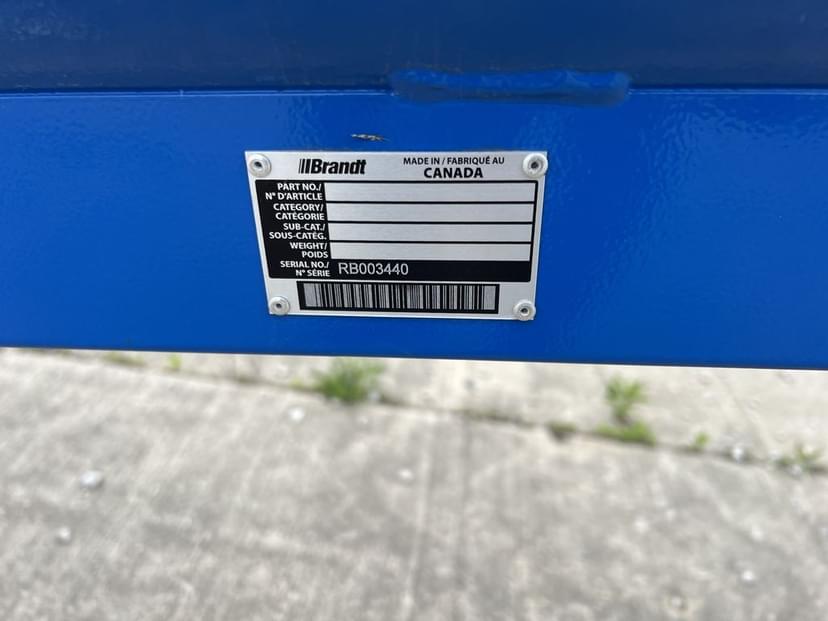 Brandt
MADE IN / FABRIQUÉ AU
CANADA
PART NO./
N° D'ARTICLE
CATEGORY/
CATÉGORIE
SUB-CAT./
SOUS-CATÉG.
WEIGHT/
POIDS
SERIAL NO./
N° SÉRIE
RB003440